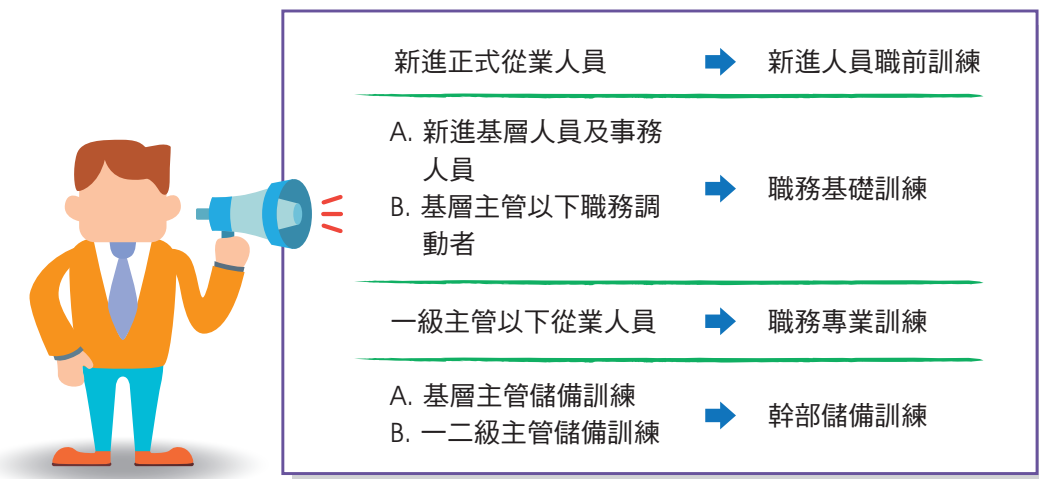 新進正式從業人員
新進人員職前訓練
A. 新進基層人員及事務
人員
B. 基層主管以下職務調
動者
職務基礎訓練
一級主管以下從業人員
職務專業訓練
A. 基層主管儲備訓練
B. 一二級主管儲備訓練
幹部儲備訓練